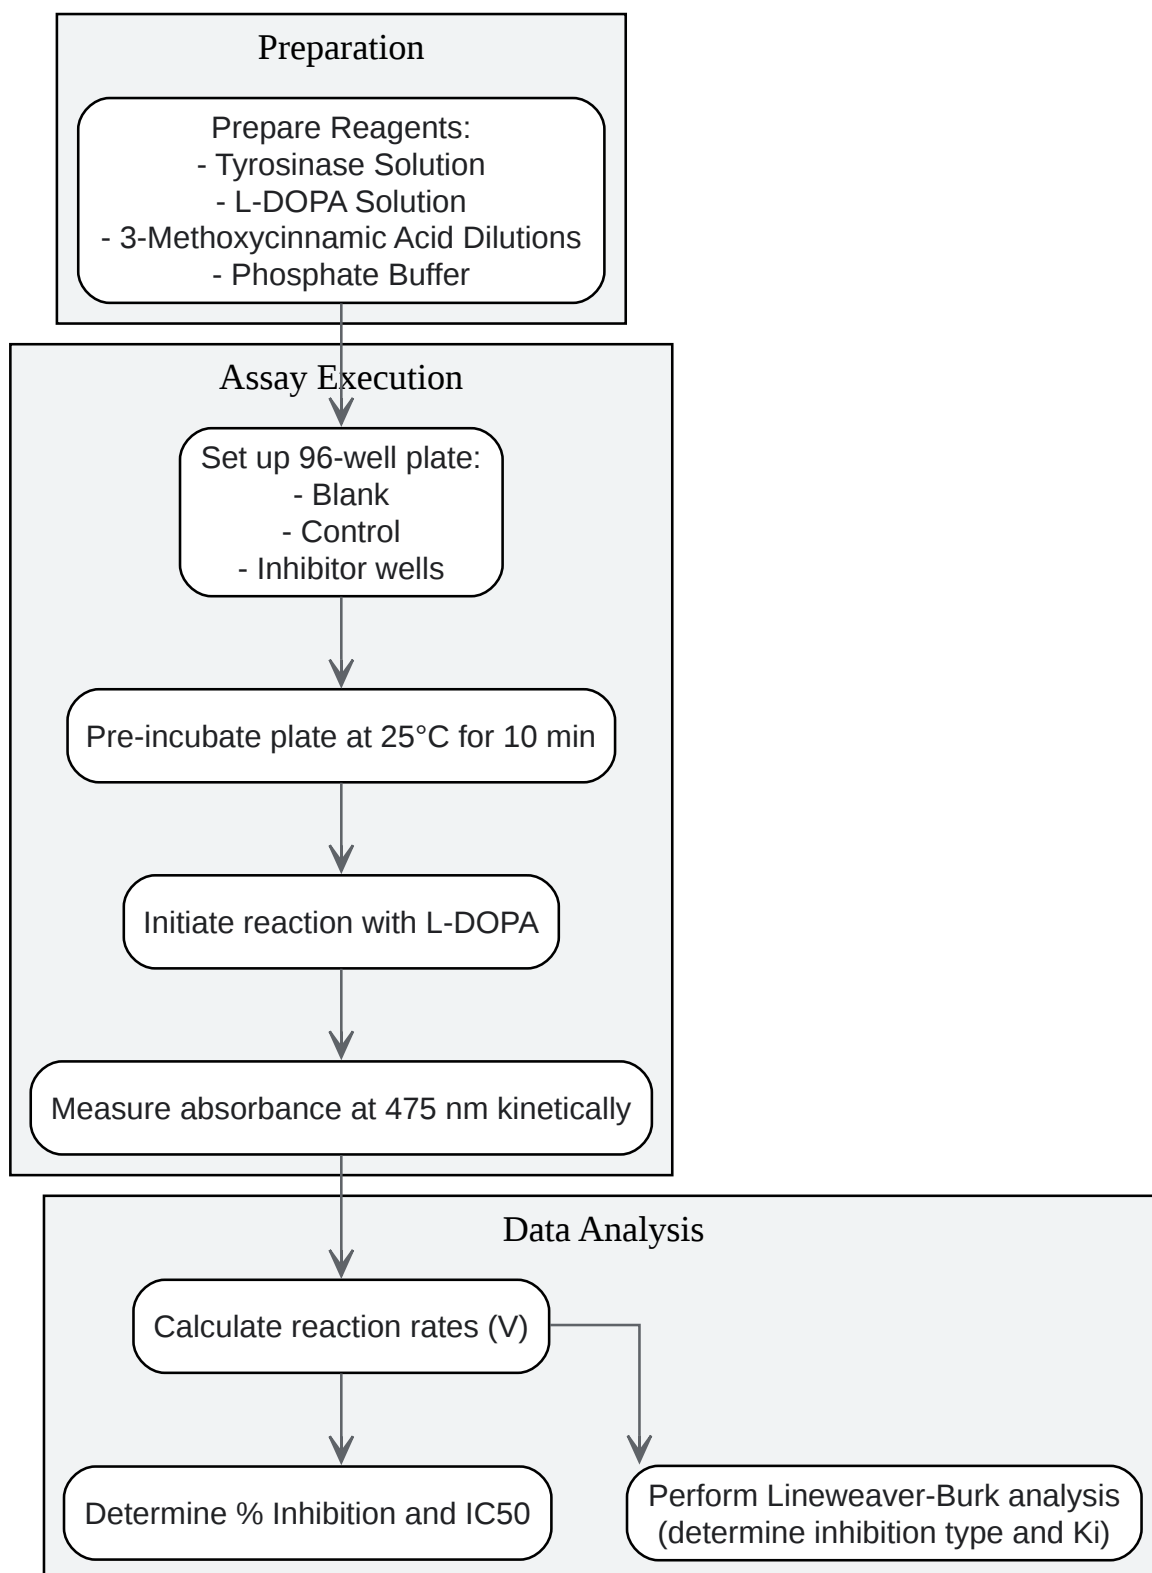 Preparation
Prepare Reagents:
- Tyrosinase Solution
- L-DOPA Solution
- 3-Methoxycinnamic Acid Dilutions
- Phosphate Buffer
Assay Execution
Set up 96-well plate:
- Blank
- Control
- Inhibitor wells
Pre-incubate plate at 25°C for 10 min
Initiate reaction with L-DOPA
Measure absorbance at 475 nm kinetically
Data Analysis
Calculate reaction rates (V)
Determine % Inhibition and IC50
Perform Lineweaver-Burk analysis
(determine inhibition type and Ki)